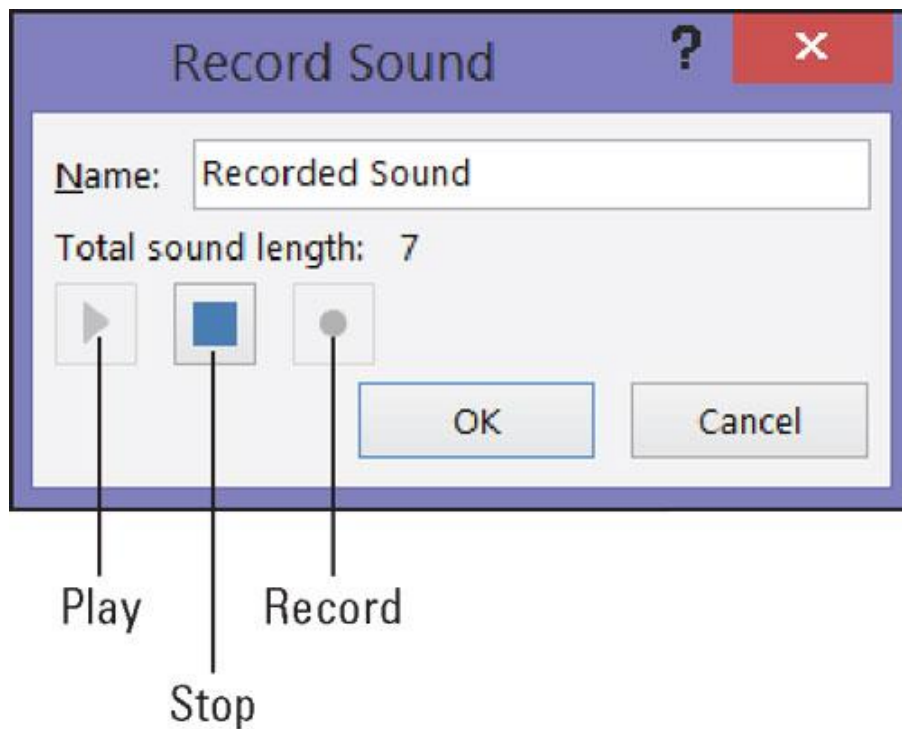 Record Sound ?
Name: Recorded Sound
Total sound length: 7
OK Cancel
Play Record
Stop